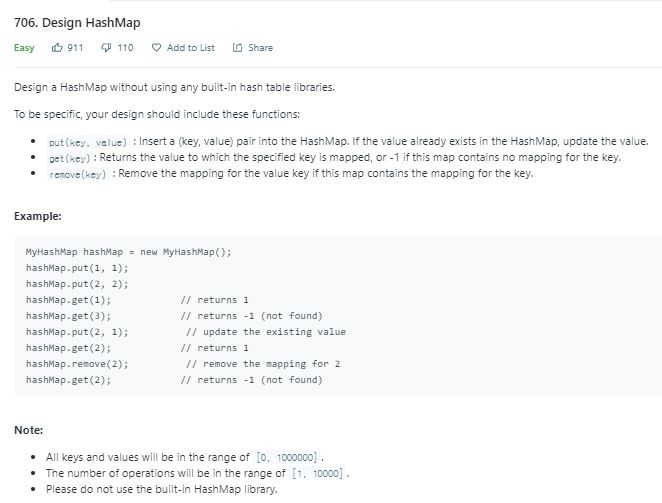 706. Design HashMap
Easy 911 110 Add to List Share
Design a HashMap without using any built-in hash table libraries.
To be specific, your design should include these functions:
• put(key, value) : Insert a (key, value) pair into the HashMap. If the value already exists in the HashMap, update the value.
• get(key) : Returns the value to which the specified key is mapped, or -1 if this map contains no mapping for the key.
• remove(key) : Remove the mapping for the value key if this map contains the mapping for the key.
Example:
MyHashMap hashMap = new MyHashMap();
hashMap.put(1, 1);
hashMap.put(2, 2);
hashMap.get(1); // returns 1
hashMap.get(3); // returns -1 (not found)
hashMap.put(2, 1); // update the existing value
hashMap.get(2); // returns 1
hashMap.remove(2); // remove the mapping for 2
hashMap.get(2); // returns -1 (not found)
Note:
• All keys and values will be in the range of [0, 1000000] .
• The number of operations will be in the range of [1, 10000] .
• Please do not use the built-in HashMap library.